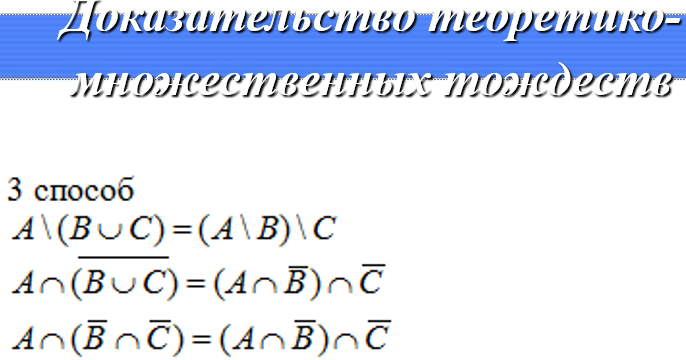 Доказательство теоретико-
множественных тождеств
3 способ
A \ (B ∪ C) = (A \ B) \ C
A ∩ (B̅ ∪̅ C̅) = (A ∩ B̅) ∩ C̅
A ∩ (B̅ ∩ C̅) = (A ∩ B̅) ∩ C̅